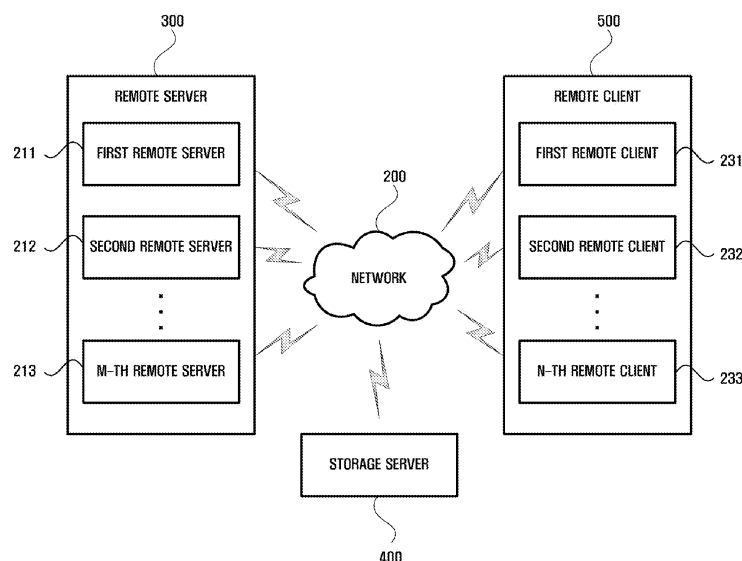 300
500
REMOTE SERVER
REMOTE CLIENT
211
FIRST REMOTE SERVER
FIRST REMOTE CLIENT
231
200
212
SECOND REMOTE SERVER
NETWORK
SECOND REMOTE CLIENT
232
213
M-TH REMOTE SERVER
N-TH REMOTE CLIENT
233
STORAGE SERVER
400